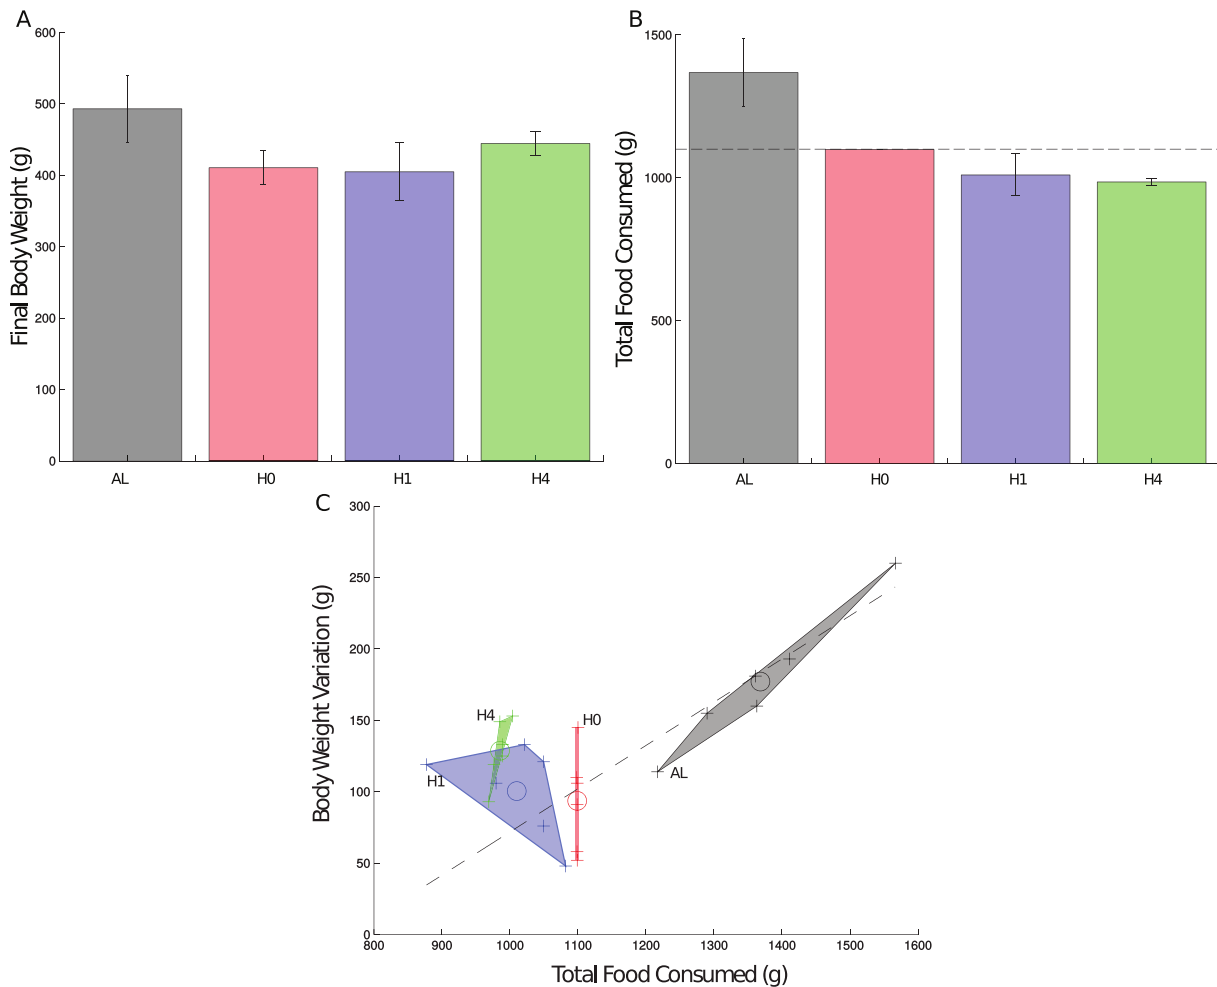 A
600
500
400
300
200
100
0
Final Body Weight (g)
AL H0 H1 H4
B
1500
1000
500
0
Total Food Consumed (g)
AL H0 H1 H4
C
300
250
200
150
100
50
0
Body Weight Variation (g)
H4
H0
H1
AL
800 900 1000 1100 1200 1300 1400 1500 1600
Total Food Consumed (g)